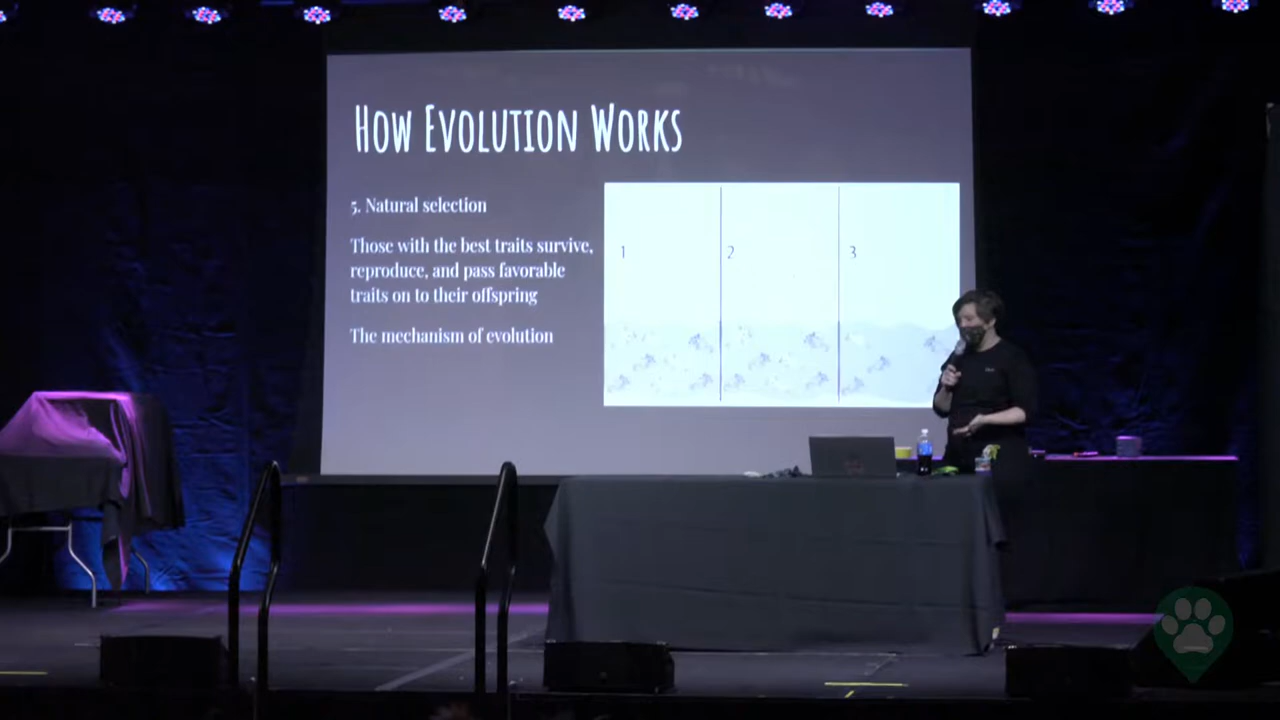 How Evolution Works
5. Natural selection
Those with the best traits survive,
reproduce, and pass favorable
traits on to their offspring
The mechanism of evolution
1
2
3